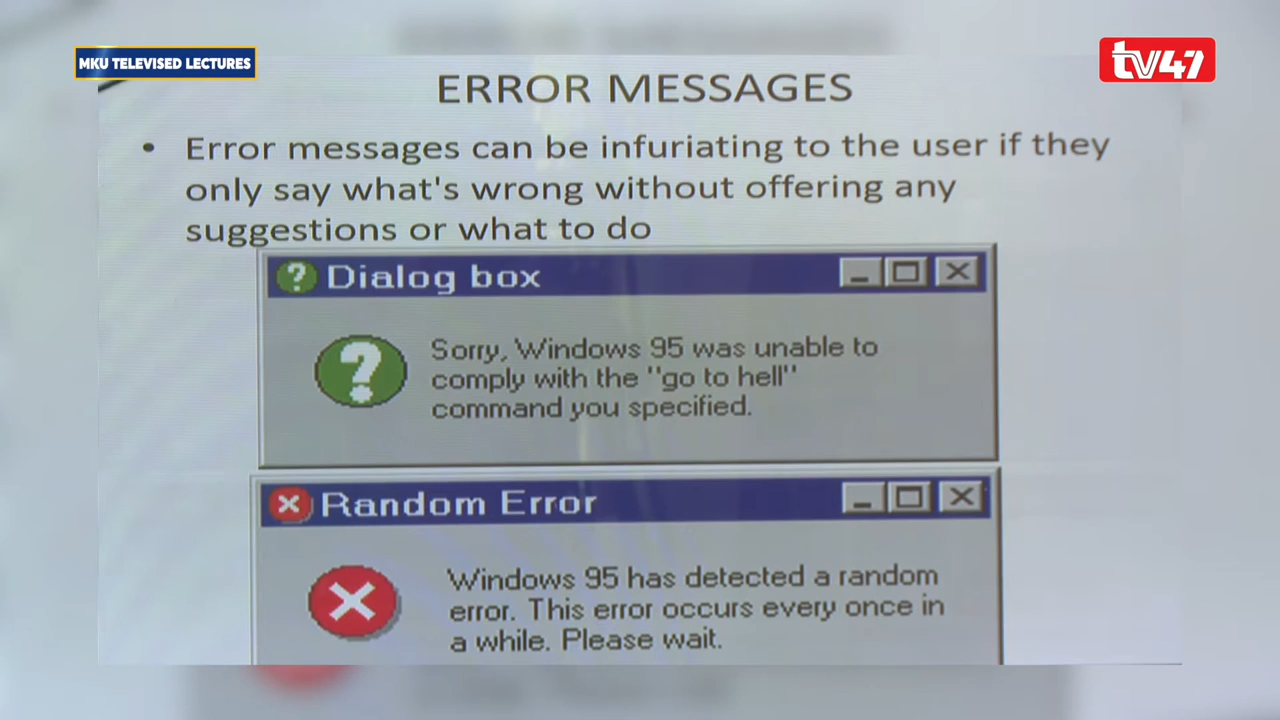 MKU TELEVISED LECTURES
tv47
ERROR MESSAGES
• Error messages can be infuriating to the user if they
only say what's wrong without offering any
suggestions or what to do
Dialog box
Sorry, Windows 95 was unable to
comply with the "go to hell"
command you specified.
Random Error
Windows 95 has detected a random
error. This error occurs every once in
a while. Please wait.